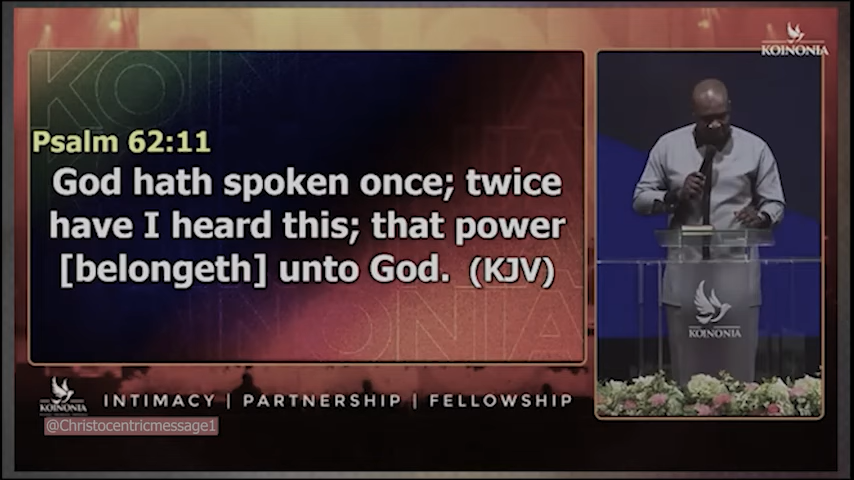 KOINONIA
Psalm 62:11
God hath spoken once; twice
have I heard this; that power
[belongeth] unto God. (KJV)
KOINONIA
KOINONIA
INTIMACY | PARTNERSHIP | FELLOWSHIP
@Christocentricmessage1